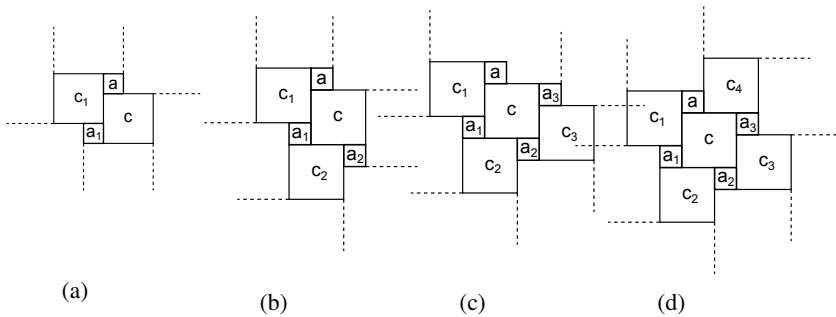 c₁ a a₁ c
c₁ a a₁ c a₂ c₂
c₁ a a₃ a₁ c c₃ a₂ c₂
c₄ c₁ a a₃ a₁ c c₃ a₂ c₂
(a) (b) (c) (d)